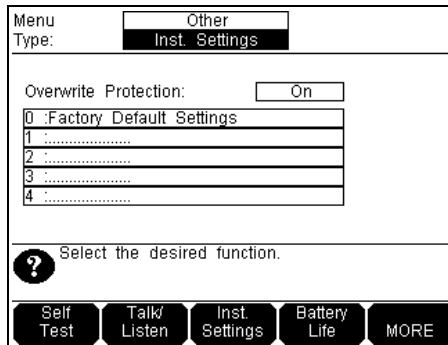 Menu Other
Type: Inst. Settings
Overwrite Protection: On
0 :Factory Default Settings
1 :.....................
2 :.....................
3 :.....................
4 :.....................
? Select the desired function.
Self Test Talk/ Listen Inst. Settings Battery Life MORE